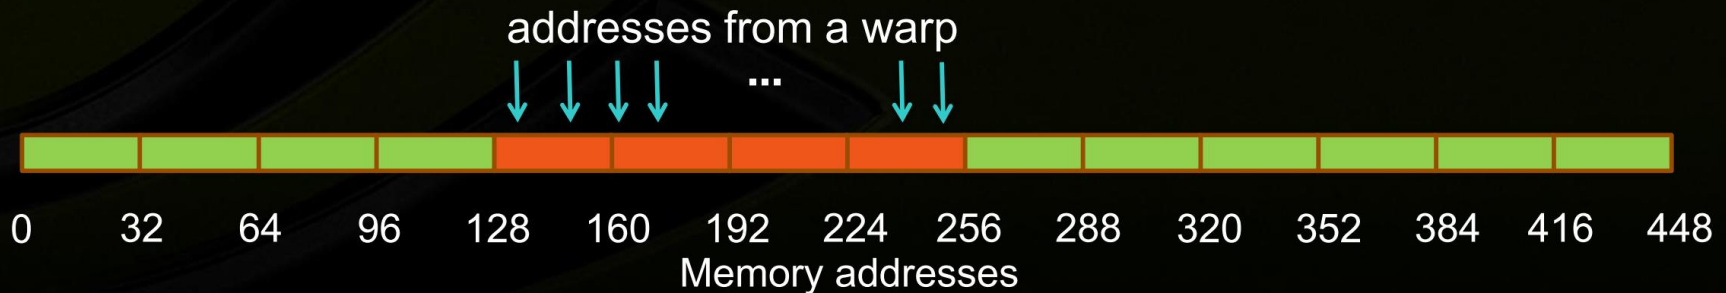 addresses from a warp
...
0 32 64 96 128 160 192 224 256 288 320 352 384 416 448
Memory addresses